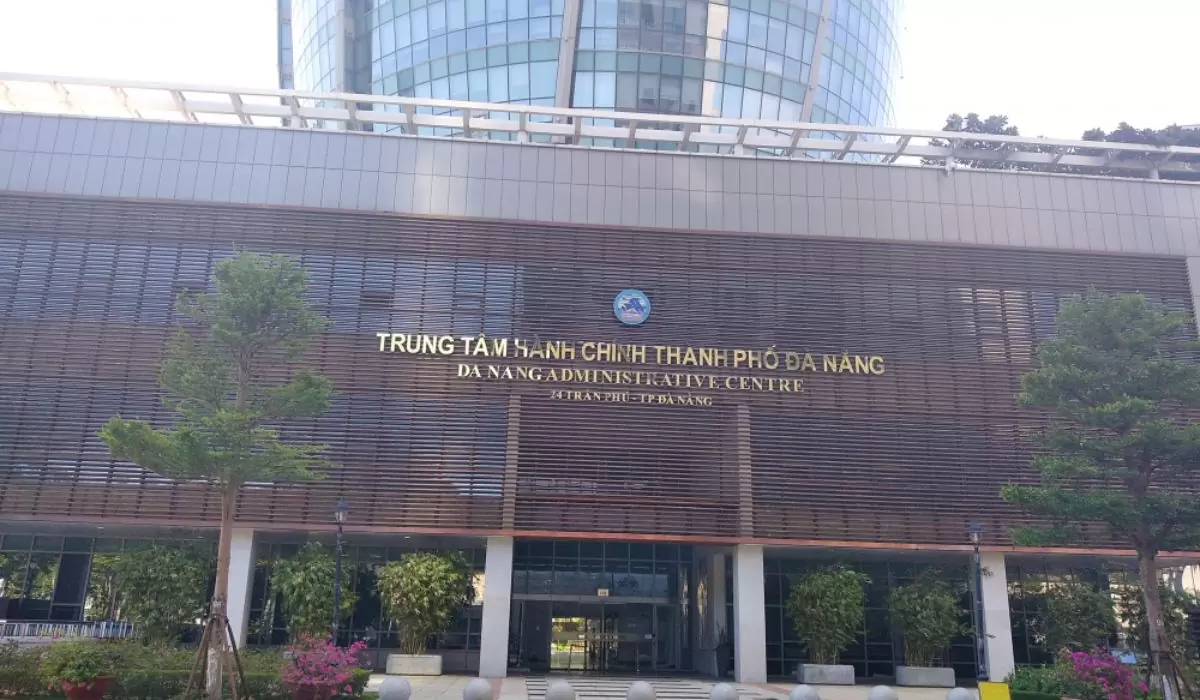 TRUNG TÂM HÀNH CHÍNH THÀNH PHỐ ĐÀ NẴNG
DA NANG ADMINISTRATIVE CENTRE
24 TRẦN PHÚ - TP ĐÀ NẴNG